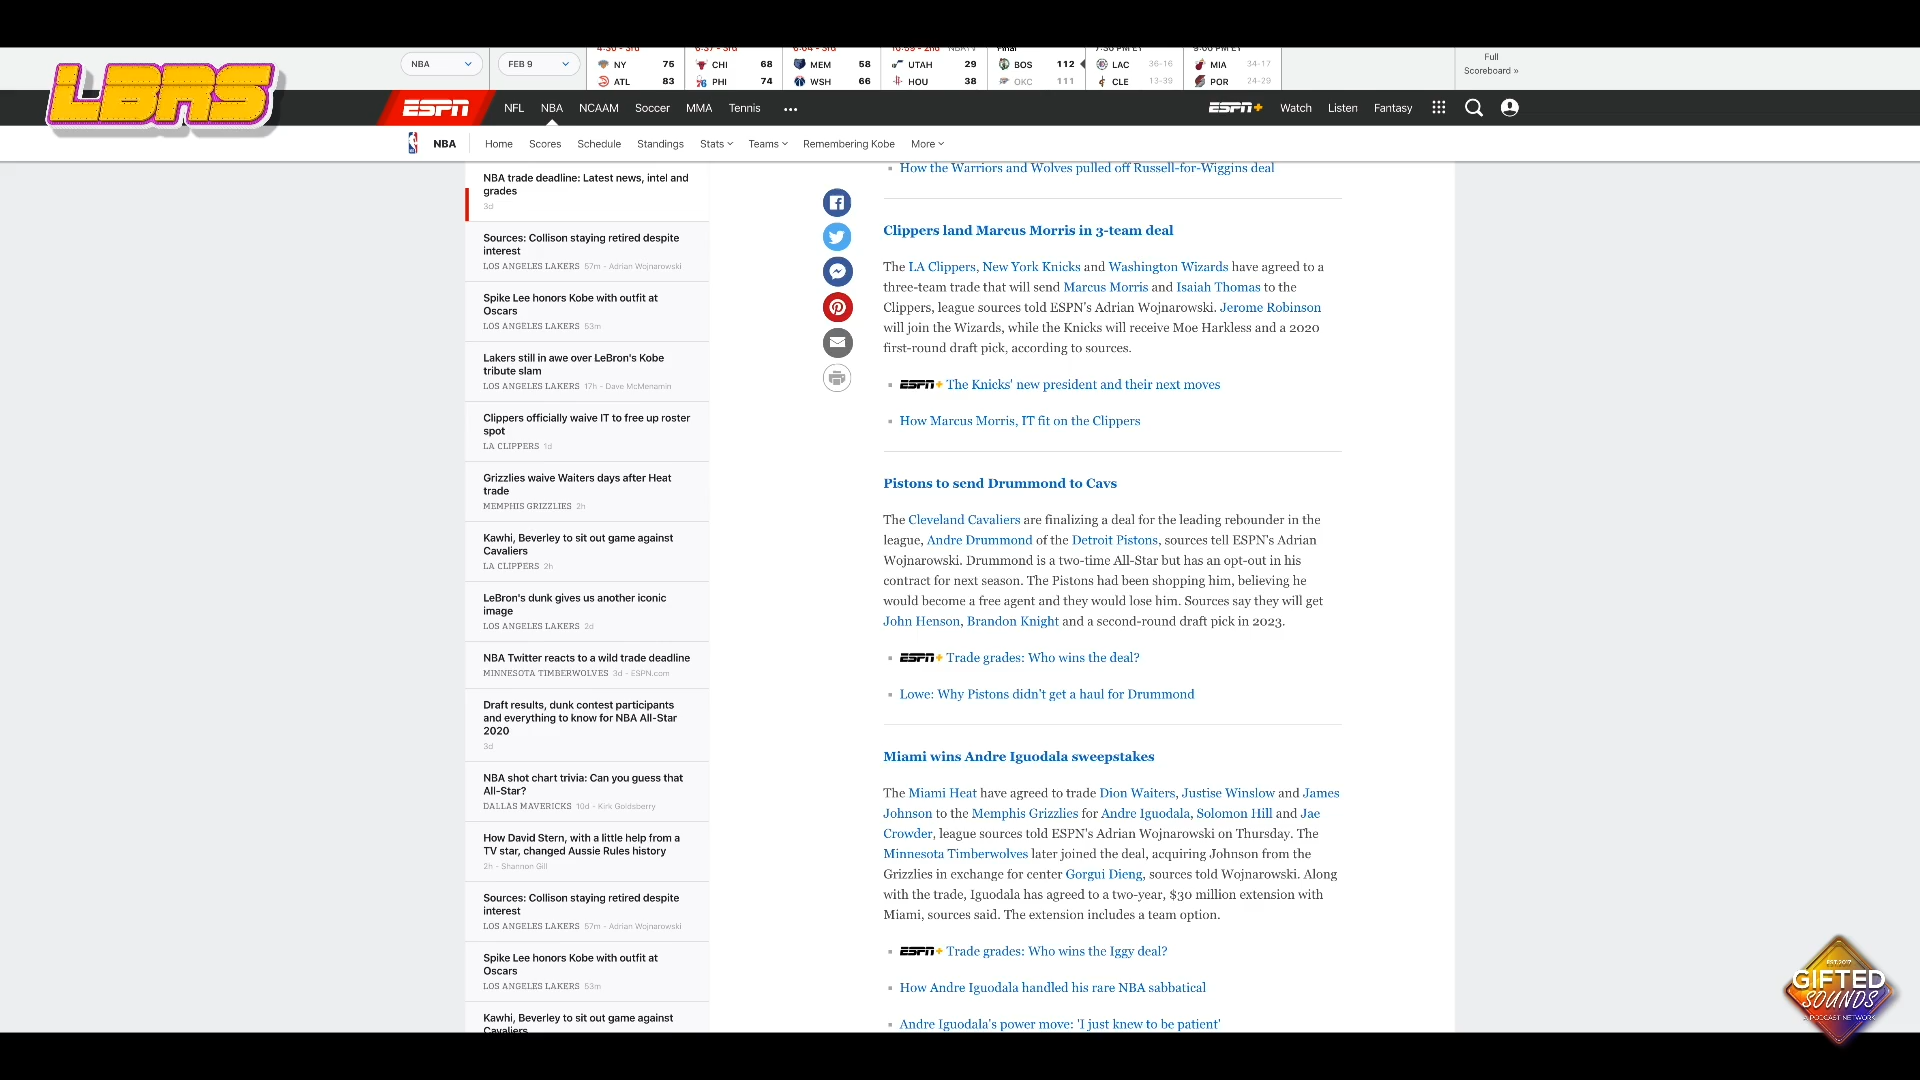 LBRS
NBA
FEB 9
4:30 - 3rd
NY 75
ATL 83
6:37 - 3rd
CHI 68
PHI 74
6:04 - 3rd
MEM 58
WSH 66
10:59 - 2nd NBATV
UTAH 29
HOU 38
Final
BOS 112
OKC 111
7:30 PM ET
LAC 36-16
CLE 13-39
9:00 PM ET
MIA 34-17
POR 24-29
Full
Scoreboard »
ESPN NFL NBA NCAAM Soccer MMA Tennis ••• ESPN+ Watch Listen Fantasy
NBA Home Scores Schedule Standings Stats Teams Remembering Kobe More
NBA trade deadline: Latest news, intel and
grades
3d
Sources: Collison staying retired despite
interest
LOS ANGELES LAKERS 57m - Adrian Wojnarowski
Spike Lee honors Kobe with outfit at
Oscars
LOS ANGELES LAKERS 53m
Lakers still in awe over LeBron's Kobe
tribute slam
LOS ANGELES LAKERS 17h - Dave McMenamin
Clippers officially waive IT to free up roster
spot
LA CLIPPERS 1d
Grizzlies waive Waiters days after Heat
trade
MEMPHIS GRIZZLIES 2h
Kawhi, Beverley to sit out game against
Cavaliers
LA CLIPPERS 2h
LeBron's dunk gives us another iconic
image
LOS ANGELES LAKERS 2d
NBA Twitter reacts to a wild trade deadline
MINNESOTA TIMBERWOLVES 3d - ESPN.com
Draft results, dunk contest participants
and everything to know for NBA All-Star
2020
3d
NBA shot chart trivia: Can you guess that
All-Star?
DALLAS MAVERICKS 10d - Kirk Goldsberry
How David Stern, with a little help from a
TV star, changed Aussie Rules history
2h - Shannon Gill
Sources: Collison staying retired despite
interest
LOS ANGELES LAKERS 57m - Adrian Wojnarowski
Spike Lee honors Kobe with outfit at
Oscars
LOS ANGELES LAKERS 53m
Kawhi, Beverley to sit out game against
Cavaliers
How the Warriors and Wolves pulled off Russell-for-Wiggins deal
Clippers land Marcus Morris in 3-team deal
The LA Clippers, New York Knicks and Washington Wizards have agreed to a
three-team trade that will send Marcus Morris and Isaiah Thomas to the
Clippers, league sources told ESPN's Adrian Wojnarowski. Jerome Robinson
will join the Wizards, while the Knicks will receive Moe Harkless and a 2020
first-round draft pick, according to sources.
ESPN+ The Knicks' new president and their next moves
How Marcus Morris, IT fit on the Clippers
Pistons to send Drummond to Cavs
The Cleveland Cavaliers are finalizing a deal for the leading rebounder in the
league, Andre Drummond of the Detroit Pistons, sources tell ESPN's Adrian
Wojnarowski. Drummond is a two-time All-Star but has an opt-out in his
contract for next season. The Pistons had been shopping him, believing he
would become a free agent and they would lose him. Sources say they will get
John Henson, Brandon Knight and a second-round draft pick in 2023.
ESPN+ Trade grades: Who wins the deal?
Lowe: Why Pistons didn't get a haul for Drummond
Miami wins Andre Iguodala sweepstakes
The Miami Heat have agreed to trade Dion Waiters, Justise Winslow and James
Johnson to the Memphis Grizzlies for Andre Iguodala, Solomon Hill and Jae
Crowder, league sources told ESPN's Adrian Wojnarowski on Thursday. The
Minnesota Timberwolves later joined the deal, acquiring Johnson from the
Grizzlies in exchange for center Gorgui Dieng, sources told Wojnarowski. Along
with the trade, Iguodala has agreed to a two-year, $30 million extension with
Miami, sources said. The extension includes a team option.
ESPN+ Trade grades: Who wins the Iggy deal?
How Andre Iguodala handled his rare NBA sabbatical
Andre Iguodala's power move: 'I just knew to be patient'
EST. 2017
GIFTED
SOUNDS
A PODCAST NETWORK